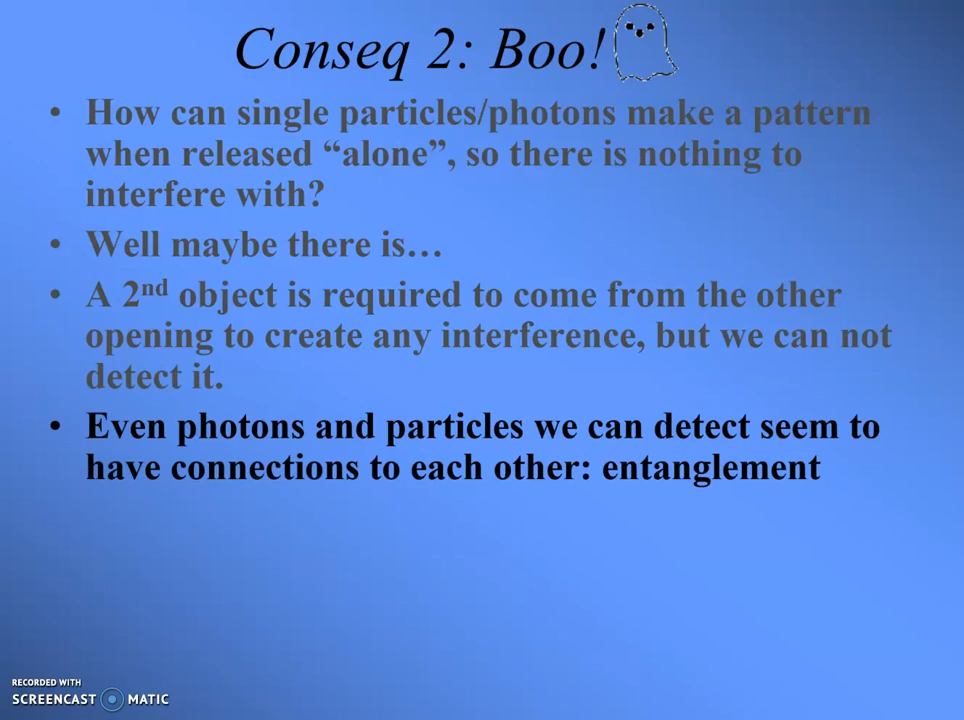 Conseq 2: Boo!
• How can single particles/photons make a pattern
when released “alone”, so there is nothing to
interfere with?
• Well maybe there is…
• A 2nd object is required to come from the other
opening to create any interference, but we can not
detect it.
• Even photons and particles we can detect seem to
have connections to each other: entanglement
RECORDED WITH
SCREENCAST MATIC